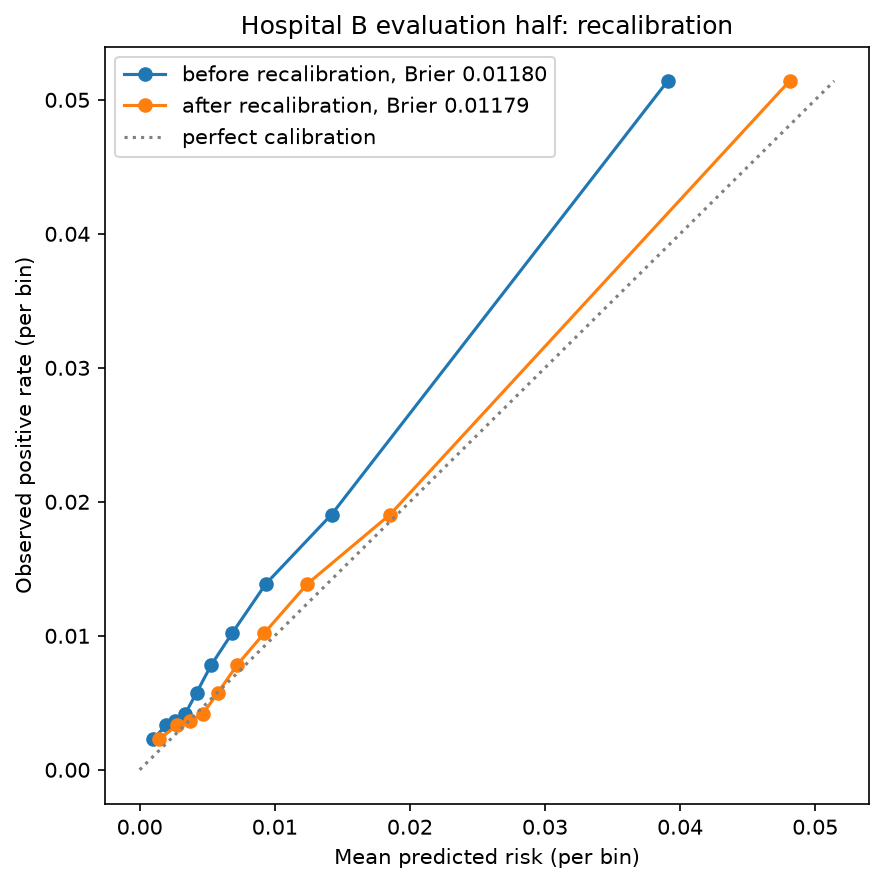 Hospital B evaluation half: recalibration
before recalibration, Brier 0.01180
after recalibration, Brier 0.01179
perfect calibration
Observed positive rate (per bin)
0.05
0.04
0.03
0.02
0.01
0.00
0.00 0.01 0.02 0.03 0.04 0.05
Mean predicted risk (per bin)